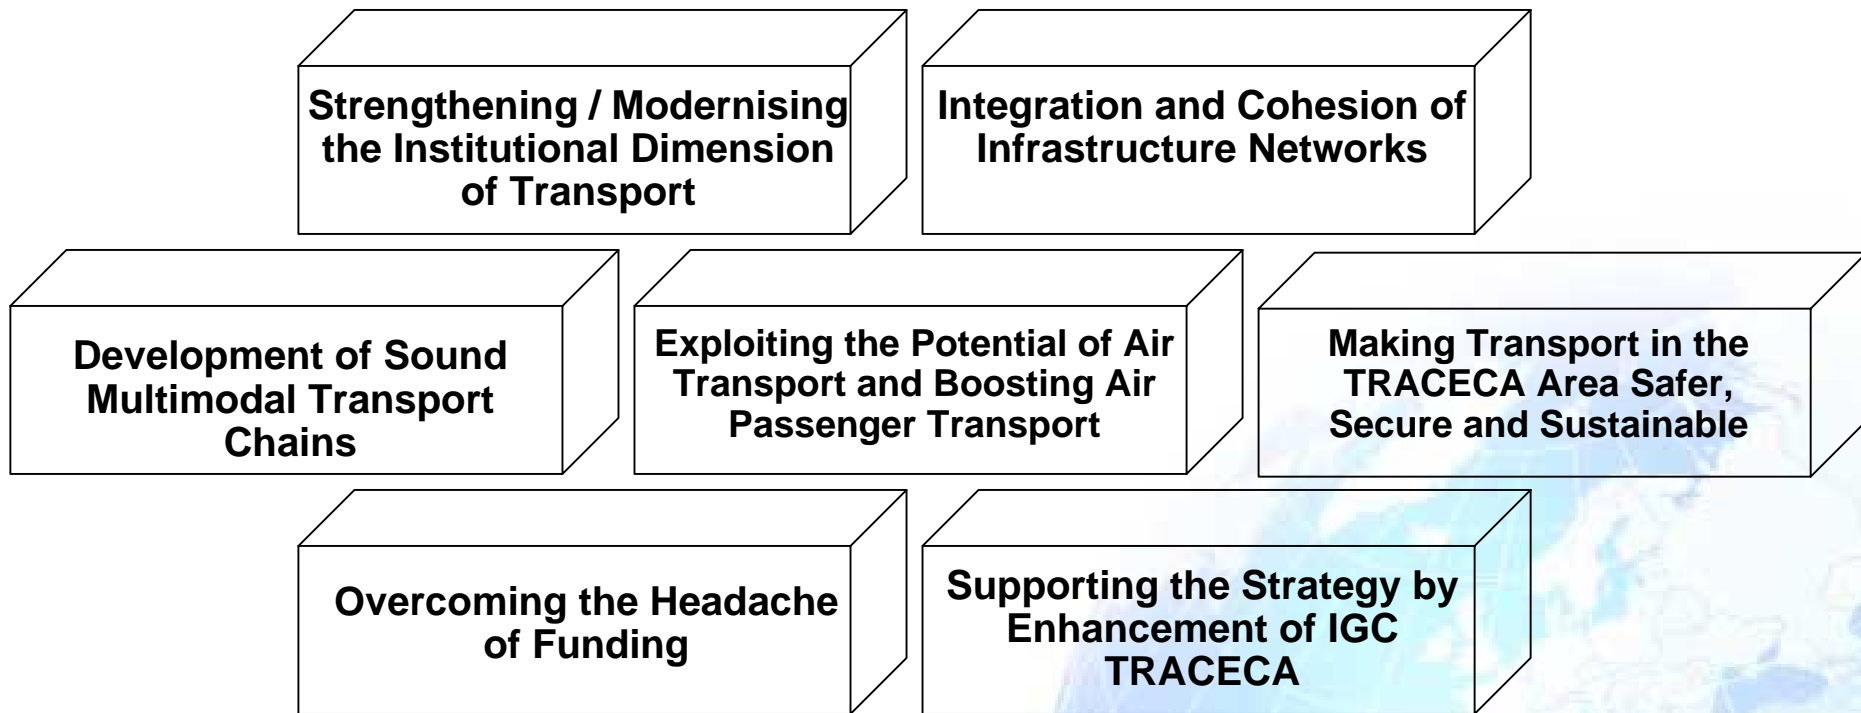 Strengthening / Modernising
the Institutional Dimension
of Transport
Integration and Cohesion of
Infrastructure Networks
Development of Sound
Multimodal Transport
Chains
Exploiting the Potential of Air
Transport and Boosting Air
Passenger Transport
Making Transport in the
TRACECA Area Safer,
Secure and Sustainable
Overcoming the Headache
of Funding
Supporting the Strategy by
Enhancement of IGC
TRACECA